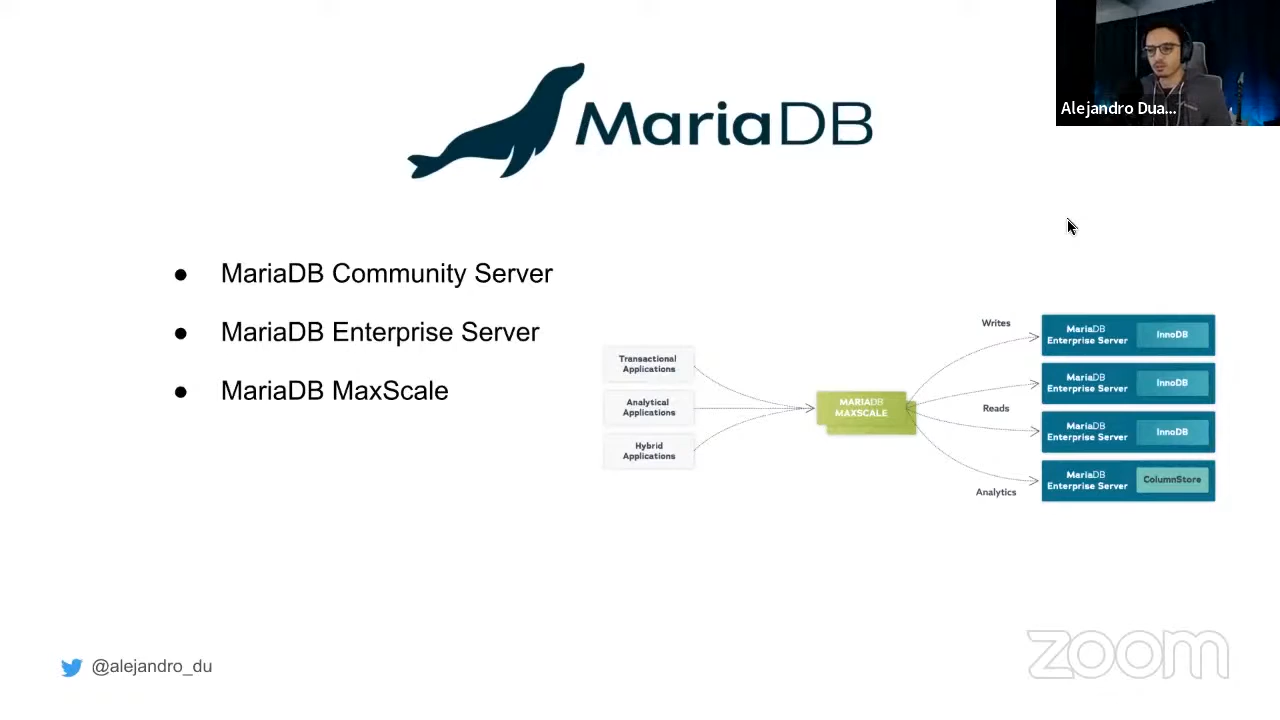 MariaDB
Alejandro Dua...
● MariaDB Community Server
● MariaDB Enterprise Server
● MariaDB MaxScale
Transactional
Applications
Analytical
Applications
Hybrid
Applications
MARIADB
MAXSCALE
Writes
Reads
Analytics
MariaDB
Enterprise Server
InnoDB
MariaDB
Enterprise Server
InnoDB
MariaDB
Enterprise Server
InnoDB
MariaDB
Enterprise Server
ColumnStore
@alejandro_du
zoom